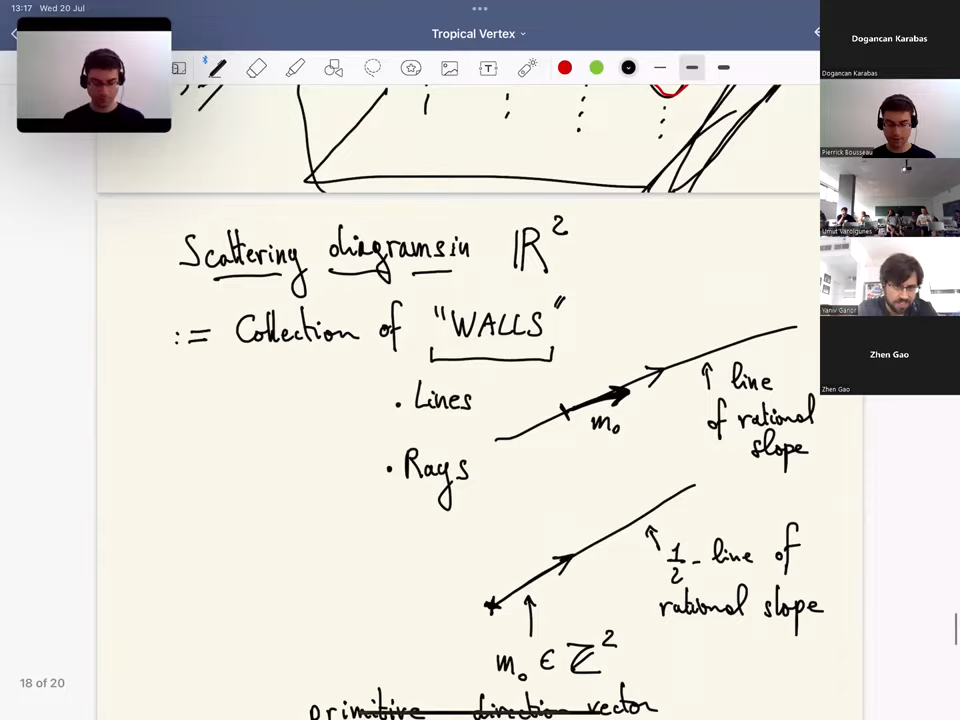 13:17 Wed 20 Jul
Tropical Vertex
Dogancan Karabas
Dogancan Karabas
Pierrick Bousseau
Umut Varolgunes
Yaniv Ganor
Zhen Gao
Zhen Gao
Scattering diagrams in ℝ²
:= Collection of "WALLS"
. Lines
m₀
↑ line
of rational
slope
. Rays
1/2 - line of
rational slope
m₀ ∈ ℤ²
18 of 20
primitive direction vector